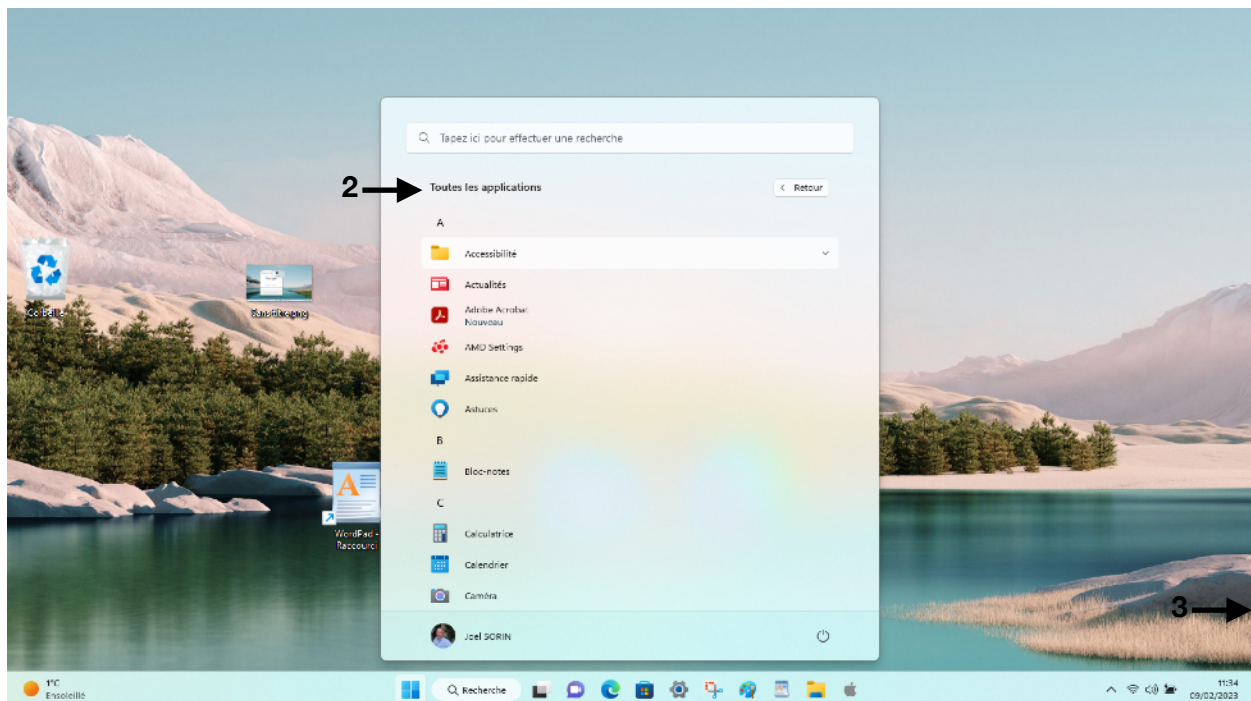 Tapez ici pour effectuer une recherche
2
Toutes les applications
Retour
A
Accessibilité
Actualités
Adobe Acrobat
Nouveau
AMD Settings
Assistance rapide
Astuces
B
Bloc-notes
C
Calculatrice
Calendrier
Caméra
Joel SORIN
Corbeille
WordPad -
Raccourci
3
1°C
Ensoleillé
Recherche
11:34
09/02/2023